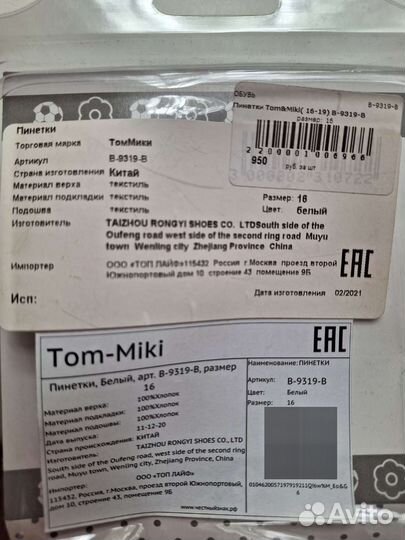 ОБУВЬ
В-9319-В
Пинетки Tom&Miki( 16-19) В-9319-В
размер: 16
2 200001 006966
950 руб. за шт
Пинетки
Торговая марка ТомМики
Артикул В-9319-В
Страна изготовления Китай
Материал верха текстиль
Материал подкладки текстиль
Подошва текстиль
Размер: 16
Цвет. белый
Изготовитель TAIZHOU RONGYI SHOES CO. LTDSouth side of the
Oufeng road west side of the second ring road Muyu
town Wenling city Zhejiang Province China
Импортер ООО «ТОП ЛАЙФ»115432 Россия г.Москва проезд второй
Южнопортовый дом 10 строение 43 помещение 9Б
EAC
Дата изготовления 02/2021
Исп:
Tom-Miki
EAC
Пинетки, Белый, арт. В-9319-В, размер
16
Материал верха: 100%Хлопок
Материал подкладки: 100%Хлопок
Материал подошвы: 100%Хлопок
Дата выпуска: 11-12-20
Страна происхождения: КИТАЙ
Изготовитель: TAIZHOU RONGYI SHOES CO., LTD
South side of the Oufeng road, west side of the second ring
road, Muyu town, Wenling City, Zhejiang Province, China
Импортер: ООО «ТОП ЛАЙФ»
115432, Россия, г.Москва, проезд второй Южнопортовый,
дом 10, строение 43, помещение 9Б
Наименование: ПИНЕТКИ
Артикул: В-9319-В
Цвет: Белый
Размер: 16
www.честныйзнак.рф
Avito